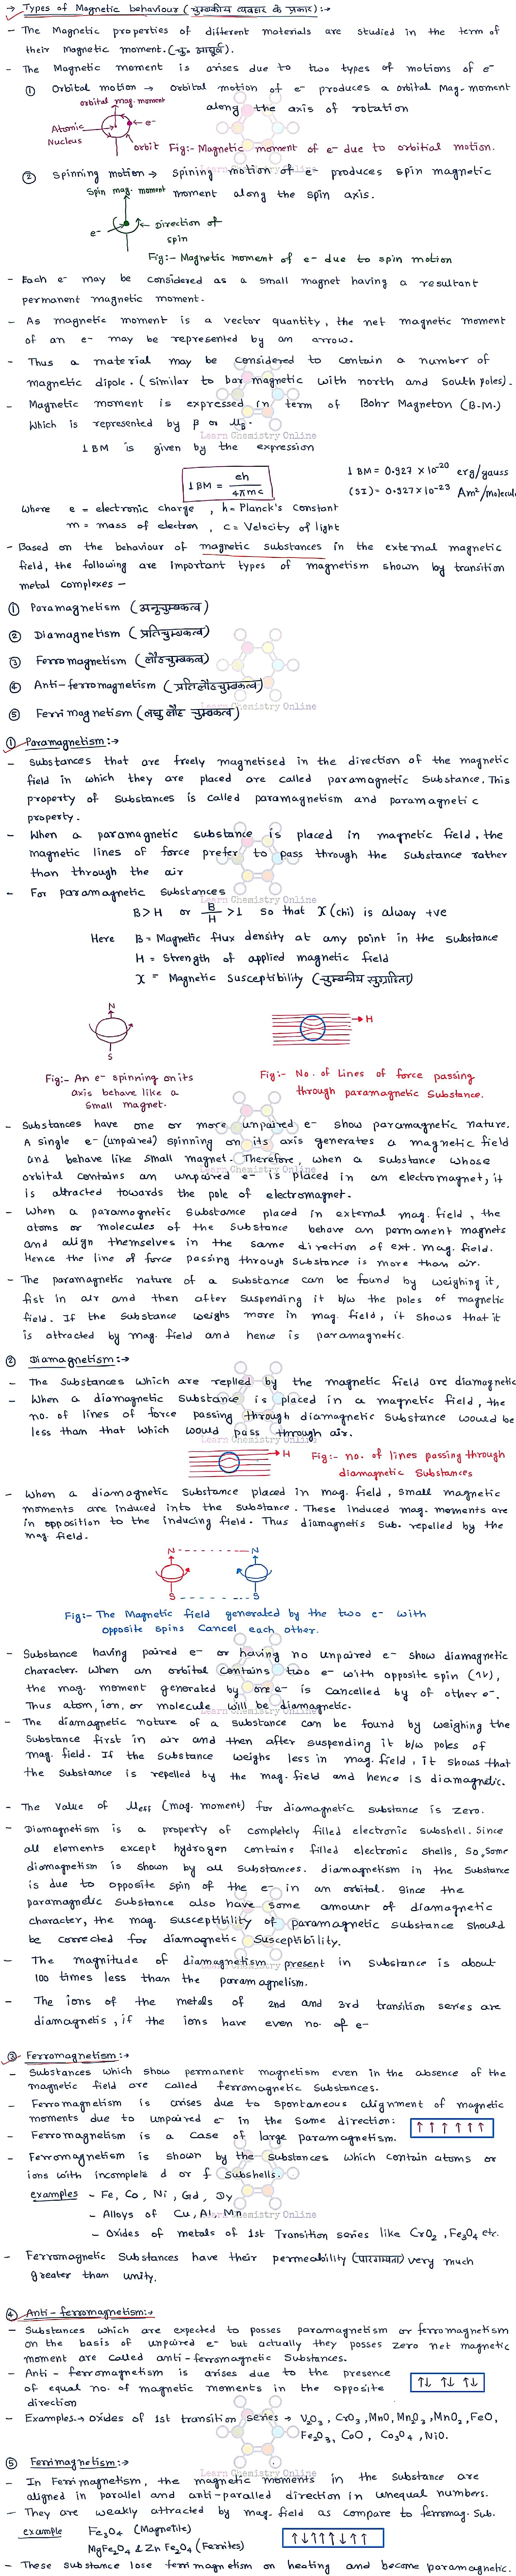 → Types of Magnetic behaviour (चुम्बकीय व्यवहार के प्रकार) :→
- The Magnetic properties of different materials are studied in the term of
their Magnetic moment. (चु॰ आघूर्ण).
- The Magnetic moment is arises due to two types of motions of e⁻
① Orbital motion → Orbital motion of e⁻ produces a orbital Mag. moment
along the axis of rotation
orbital mag. moment
Atomic Nucleus
e⁻
orbit
Fig:- Magnetic moment of e⁻ due to orbitial motion.
② Spinning motion → Spining motion of e⁻ produces spin magnetic
moment along the spin axis.
Spin mag. moment
e⁻
Direction of spin
Fig:- Magnetic moment of e⁻ due to spin motion
- Each e⁻ may be considered as a small magnet having a resultant
permanent magnetic moment.
- As magnetic moment is a vector quantity, the net magnetic moment
of an e⁻ may be represented by an arrow.
- Thus a material may be considered to contain a number of
magnetic dipole. (Similar to bar magnetic with north and South poles).
- Magnetic moment is expressed in term of Bohr Magneton (B.M.)
Which is represented by β or μB.
Learn Chemistry Online
1 BM is given by the expression
1 BM = eh / 4πmc
1 BM = 0.927 × 10⁻²⁰ erg/gauss
(SI) = 0.927 × 10⁻²³ Am²/molecule
Where e = electronic charge, h = Planck's constant
m = mass of electron, c = Velocity of light
- Based on the behaviour of magnetic substances in the external magnetic
field, the following are important types of magnetism shown by transition
metal complexes -
① Paramagnetism (अनुचुम्बकत्व)
② Diamagnetism (प्रतिचुम्बकत्व)
③ Ferromagnetism (लौहचुम्बकत्व)
④ Anti-ferromagnetism (प्रतिलौहचुम्बकत्व)
⑤ Ferrimagnetism (लघु लौह चुम्बकत्व)
Learn Chemistry Online
① Paramagnetism :→
- Substances that are freely magnetised in the direction of the magnetic
field in which they are placed are called paramagnetic Substance. This
property of Substances is called paramagnetism and paramagnetic
property.
- When a paramagnetic substance is placed in magnetic field, the
magnetic lines of force prefer to pass through the Substance rather
than through the air
- For paramagnetic Substances
Learn Chemistry Online
B>H or B/H >1 so that χ (chi) is alway +ve
Here B = Magnetic flux density at any point in the substance
H = Strength of applied magnetic field
χ = Magnetic Susceptibility (चुम्बकीय सुग्राहिता)
N
S
H
Fig:- An e⁻ spinning on its
axis behave like a
small magnet.
Fig:- No. of Lines of force passing
through paramagnetic Substance.
- Substances have one or more unpaired e⁻ show paramagnetic nature.
A single e⁻ (unpaired) spinning on its axis generates a magnetic field
and behave like small magnet. Therefore, when a substance whose
Learn Chemistry Online
orbital contains an unpaired e⁻ is placed in an electromagnet, it
is attracted towards the pole of electromagnet.
- When a paramagnetic Substance placed in external mag. field, the
atoms or molecules of the Substance behave an permanent magnets
and align themselves in the same direction of ext. mag. field.
Hence the line of force passing through Substance is more than air.
- The paramagnetic nature of a substance can be found by weighing it,
fist in air and then after suspending it b/w the poles of magnetic
field. If the Substance weighs more in mag. field, it shows that it
is attracted by mag. field and hence is paramagnetic.
② Diamagnetism :→
- The Substances which are replled by the magnetic field are diamagnetic
- When a diamagnetic Substance is placed in a magnetic field, the
no. of lines of force passing through diamagnetic Substance would be
less than that which would pass through air.
Learn Chemistry Online
H
Fig:- no. of lines passing through
diamagnetic Substances
- When a diamagnetic Substance placed in mag. field, small magnetic
moments are induced into the Substance. These induced mag. moments are
in opposition to the inducing field. Thus diamagnetis Sub. repelled by the
mag. field.
N - - - - - - - N
S - - - - - - - S
Fig:- The Magnetic field generated by the two e⁻ with
opposite spins Cancel each other.
- Substance having paired e⁻ or having no unpaired e⁻ show diamagnetic
character. When an orbital contains two e⁻ with opposite spin (↑↓),
the mag. moment generated by one e⁻ is cancelled by of other e⁻.
Learn Chemistry Online
Thus atom, ion, or molecule will be diamagnetic.
- The diamagnetic nature of a substance can be found by weighing the
Substance first in air and then after suspending it b/w poles of
mag. field. If the Substance weighs less in mag. field, it shows that
the Substance is repelled by the mag. field and hence is diamagnetic.
- The Value of μeff (mag. moment) for diamagnetic substance is zero.
- Diamagnetism is a property of completely filled electronic subshell. Since
all elements except hydrogen contains filled electronic shells, So, Some
diamagnetism is shown by all substances. diamagnetism in the Substance
is due to opposite spin of the e⁻ in an orbital. Since the
paramagnetic Substance also have some amount of diamagnetic
character, the mag. Susceptibility of paramagnetic substance should
be corrected for diamagnetic Susceptibility.
- The magnitude of diamagnetism present in Substance is about
Learn Chemistry Online
100 times less than the paramagnelism.
- The ions of the metals of 2nd and 3rd transition series are
diamagnetis, if the ions have even no. of e⁻
③ Ferromagnetism :→
- Substances which show permanent magnetism even in the absence of the
magnetic field are called ferromagnetic Substances.
- Ferromagnetism is arises due to Spontaneous alignment of magnetic
moments due to unpaired e⁻ in the Same direction: ↑ ↑ ↑ ↑ ↑ ↑
- Ferromagnetism is a case of large paramagnetism.
- Ferromagnetism is shown by the Substances which contain atoms or
ions with incomplete d or f Subshells.
examples - Fe, Co, Ni, Gd, Dy
- Alloys of Cu, Al, Mn
Learn Chemistry Online
- Oxides of metals of 1st Transition series like CrO2, Fe3O4 etc.
- Ferromagnetic Substances have their permeability (पारगम्यता) very much
greater than unity.
④ Anti-ferromagnetism :→
- Substances which are expected to posses paramagnetism or ferromagnetism
on the basis of unpaired e⁻ but actually they posses zero net magnetic
moment are called anti-ferromagnetic Substances.
- Anti-ferromagnetism is arises due to the presence
of equal no. of magnetic moments in the opposite
direction
↑↓ ↑↓ ↑↓
- Examples → oxides of 1st transition series → V2O3, CrO3, MnO, Mn2O3, MnO2, FeO,
Fe2O3, CoO, Co3O4, NiO.
⑤ Ferrimagnetism :→
Learn Chemistry Online
- In Ferrimagnetism, the magnetic moments in the Substance are
aligned in parallel and anti-paralled direction in unequal numbers.
- They are weakly attracted by mag. field as compare to ferromag. Sub.
example Fe3O4 (Magnetite)
MgFe2O4 & ZnFe2O4 (Ferrites)
↑↓↑↑↑↓↑↑
- These substance lose ferrimagnetism on heating and become paramagnetic.